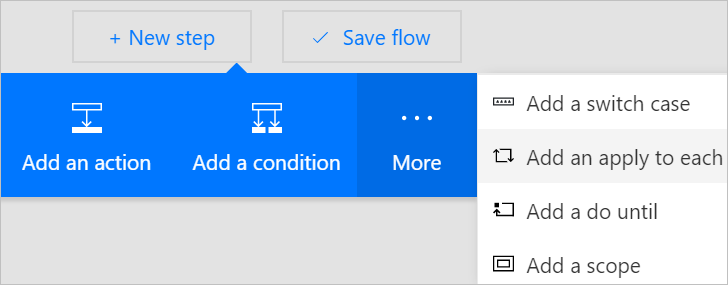 + New step
Save flow
Add an action
Add a condition
More
Add a switch case
Add an apply to each
Add a do until
Add a scope